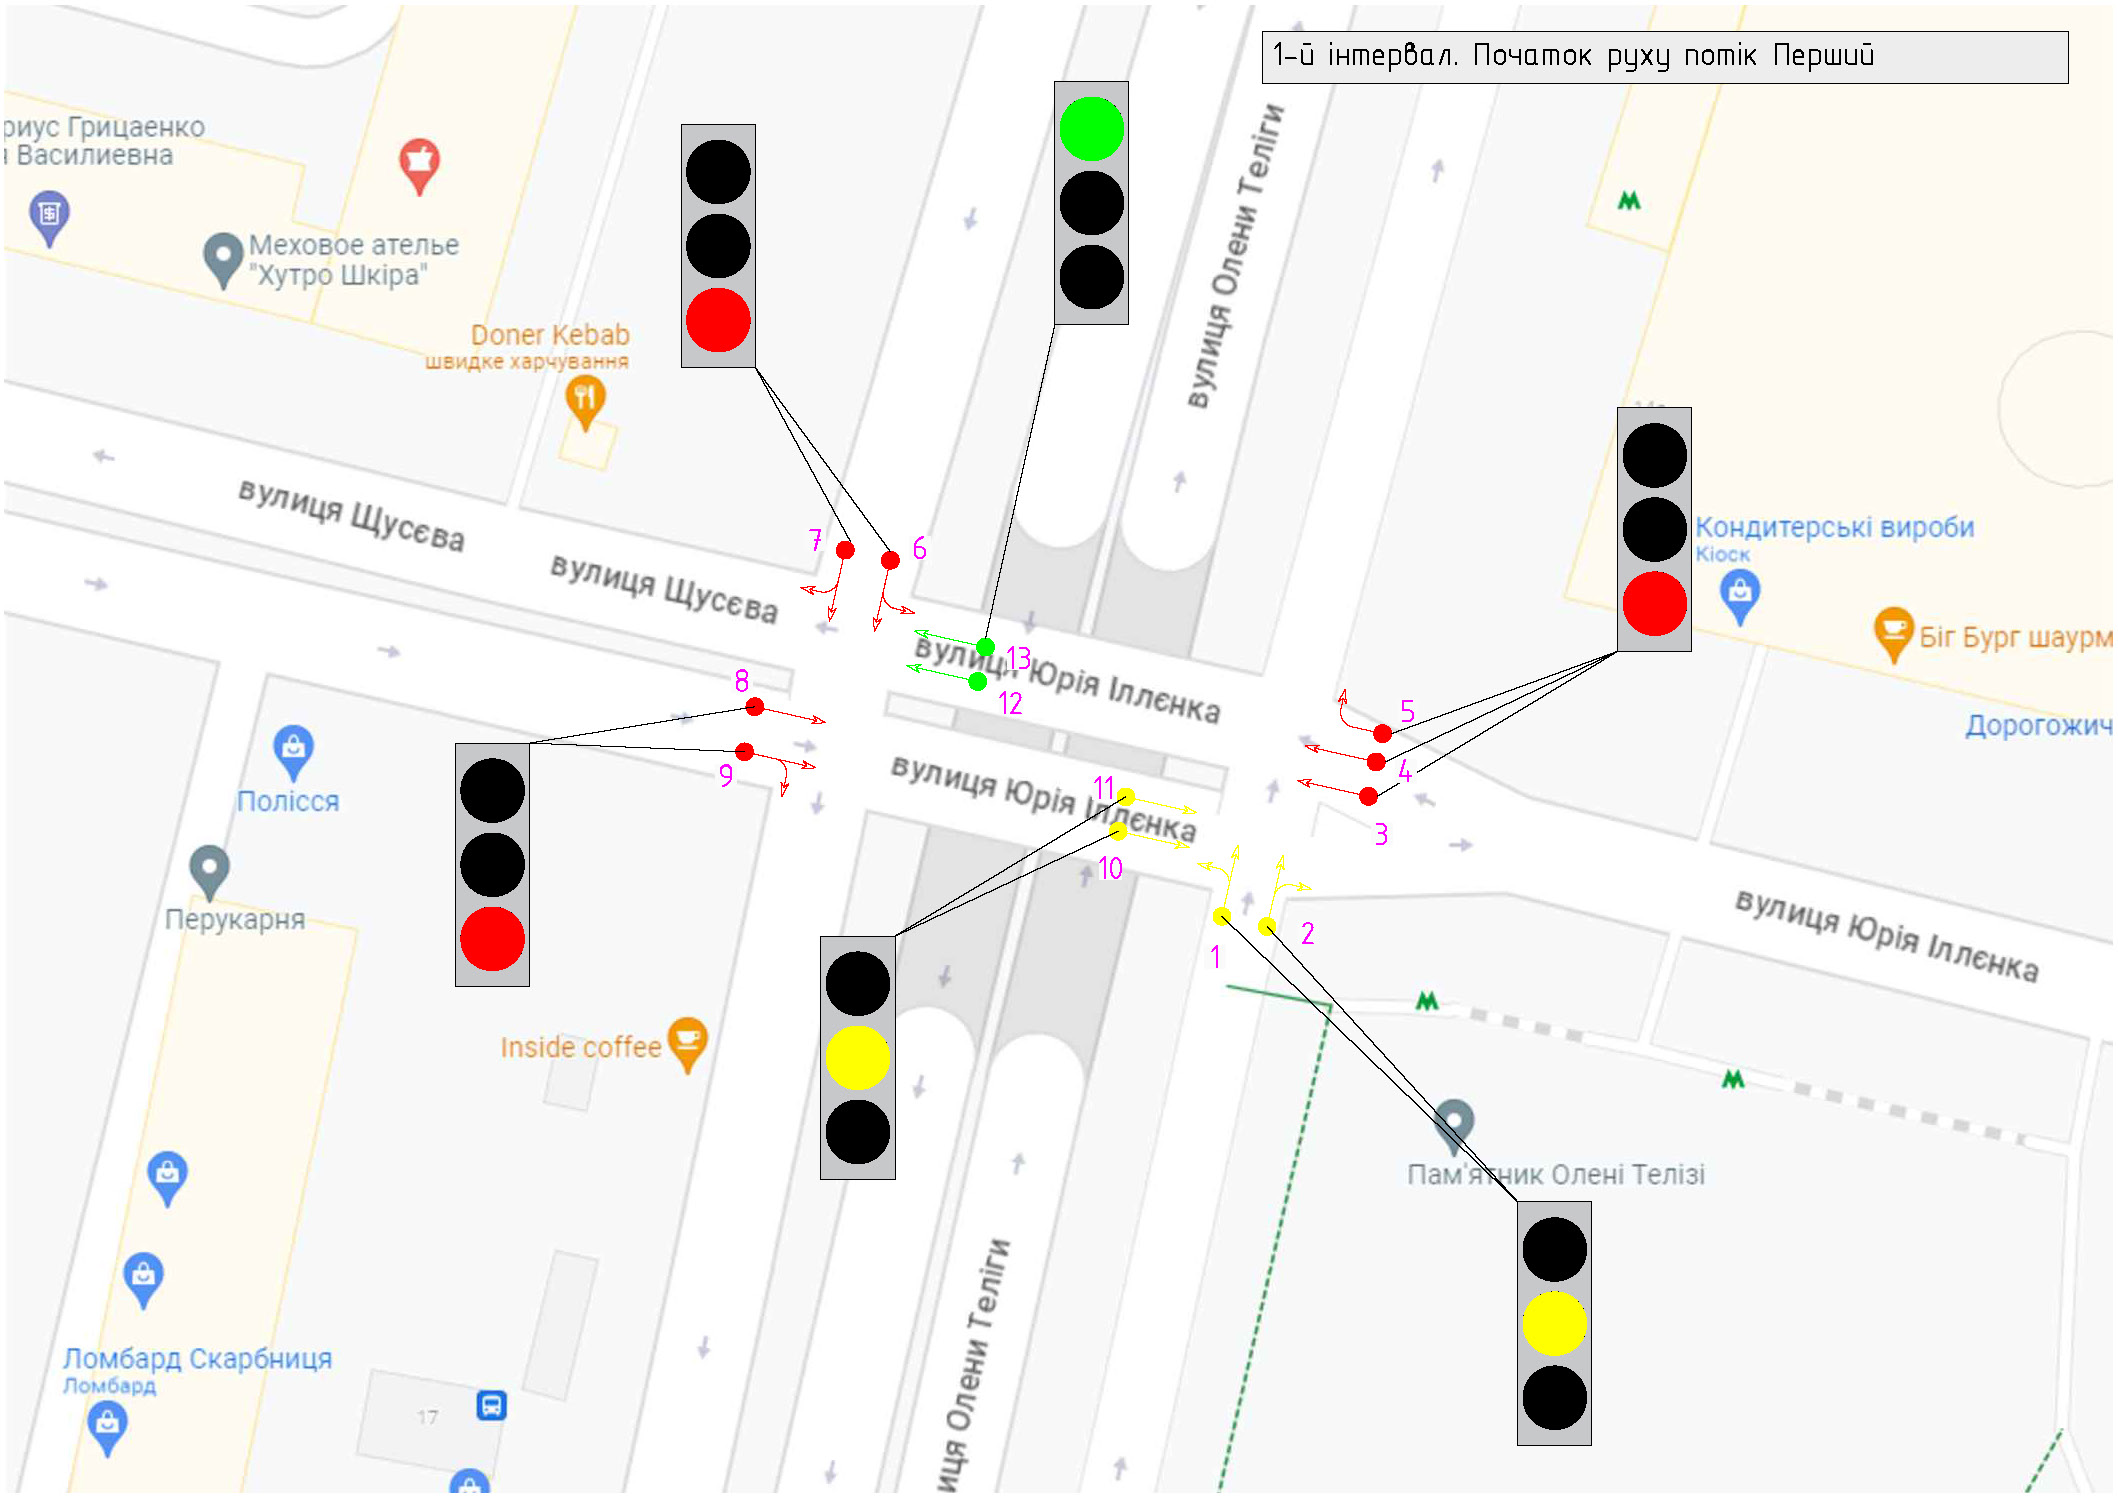 1-й інтервал. Початок руху потік Перший
риус Грицаенко
Василиевна
Меховое ателье
"Хутро Шкіра"
Doner Kebab
швидке харчування
вулиця Олени Теліги
Кондитерські вироби
Кіоск
Біг Бург шаурм
Дорогожич
вулиця Щусєва
вулиця Щусєва
7
6
13
12
вулиця Юрія Іллєнка
5
4
3
8
9
вулиця Юрія Іллєнка
11
10
1
2
Полісся
Перукарня
вулиця Юрія Іллєнка
Inside coffee
Пам'ятник Олені Телізі
иця Олени Теліги
Ломбард Скарбниця
Ломбард
17